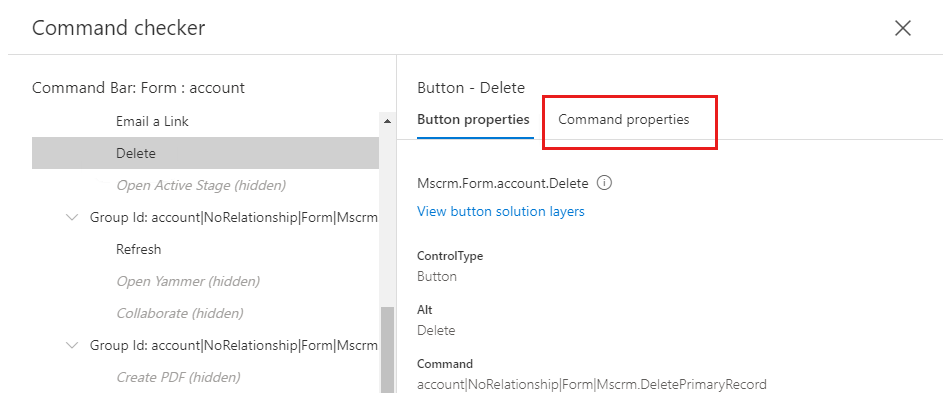 Command checker
Command Bar: Form : account
Email a Link
Delete
Open Active Stage (hidden)
Group Id: account|NoRelationship|Form|Mscrm
Refresh
Open Yammer (hidden)
Collaborate (hidden)
Group Id: account|NoRelationship|Form|Mscrm
Create PDF (hidden)
Button - Delete
Button properties
Command properties
Mscrm.Form.account.Delete
View button solution layers
ControlType
Button
Alt
Delete
Command
account|NoRelationship|Form|Mscrm.DeletePrimaryRecord